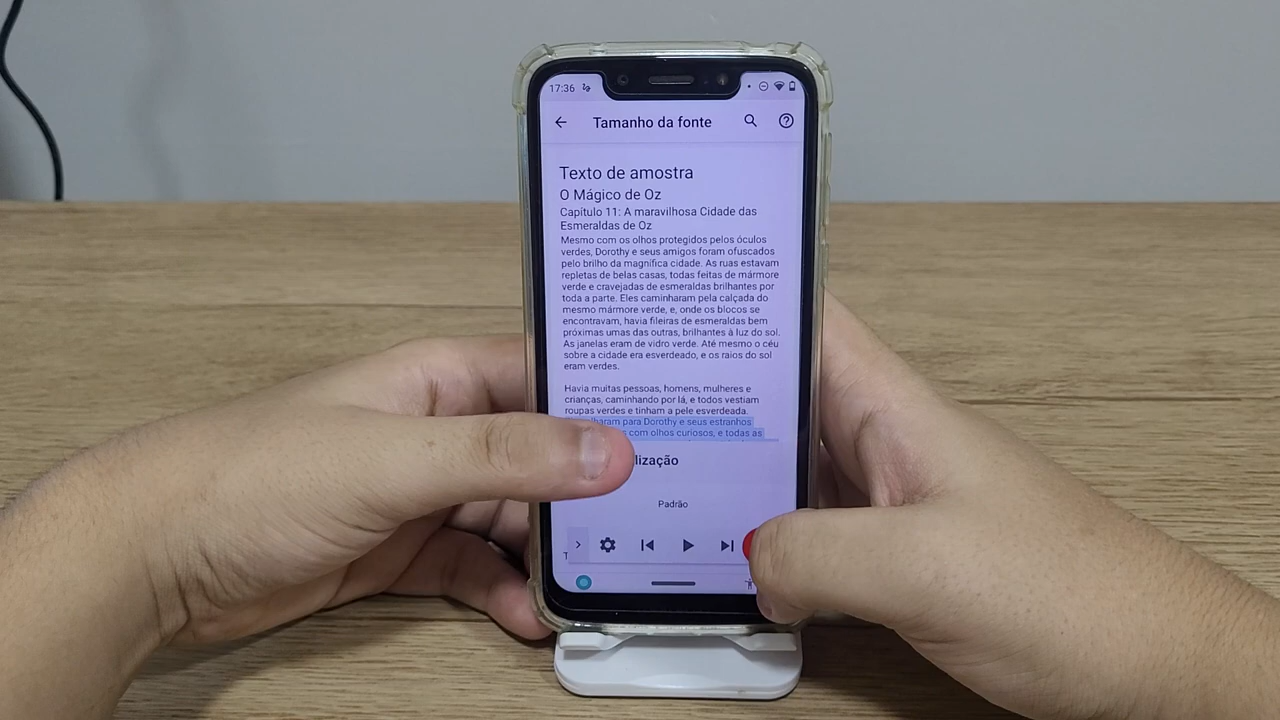 17:36
Tamanho da fonte
Texto de amostra
O Mágico de Oz
Capítulo 11: A maravilhosa Cidade das
Esmeraldas de Oz
Mesmo com os olhos protegidos pelos óculos
verdes, Dorothy e seus amigos foram ofuscados
pelo brilho da magnífica cidade. As ruas estavam
repletas de belas casas, todas feitas de mármore
verde e cravejadas de esmeraldas brilhantes por
toda a parte. Eles caminharam pela calçada do
mesmo mármore verde, e, onde os blocos se
encontravam, havia fileiras de esmeraldas bem
próximas umas das outras, brilhantes à luz do sol.
As janelas eram de vidro verde. Até mesmo o céu
sobre a cidade era esverdeado, e os raios do sol
eram verdes.
Havia muitas pessoas, homens, mulheres e
crianças, caminhando por lá, e todos vestiam
roupas verdes e tinham a pele esverdeada.
para Dorothy e seus estranhos
com olhos curiosos, e todas as
lização
Padrão
T